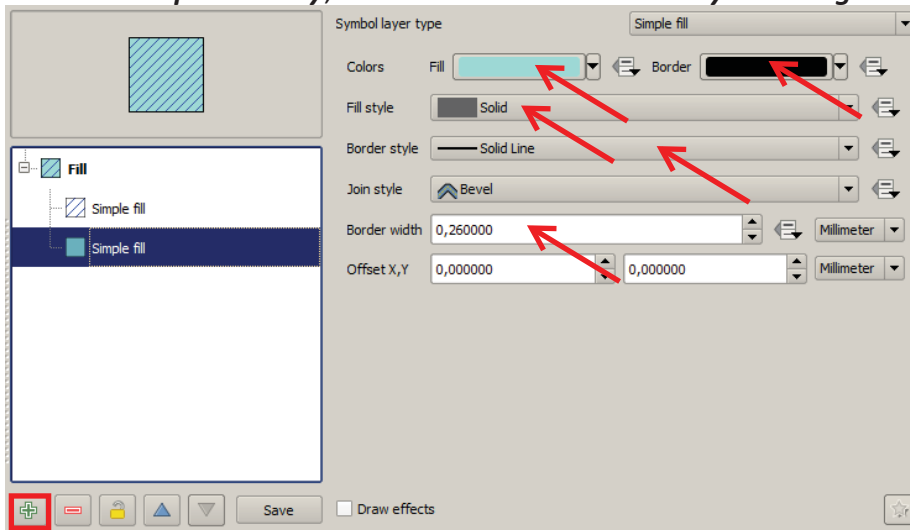 Symbol layer type Simple fill
Colors Fill Border
Fill style Solid
Border style Solid Line
Join style Bevel
Border width 0,260000 Millimeter
Offset X,Y 0,000000 0,000000 Millimeter
Fill
Simple fill
Simple fill
Save
Draw effects